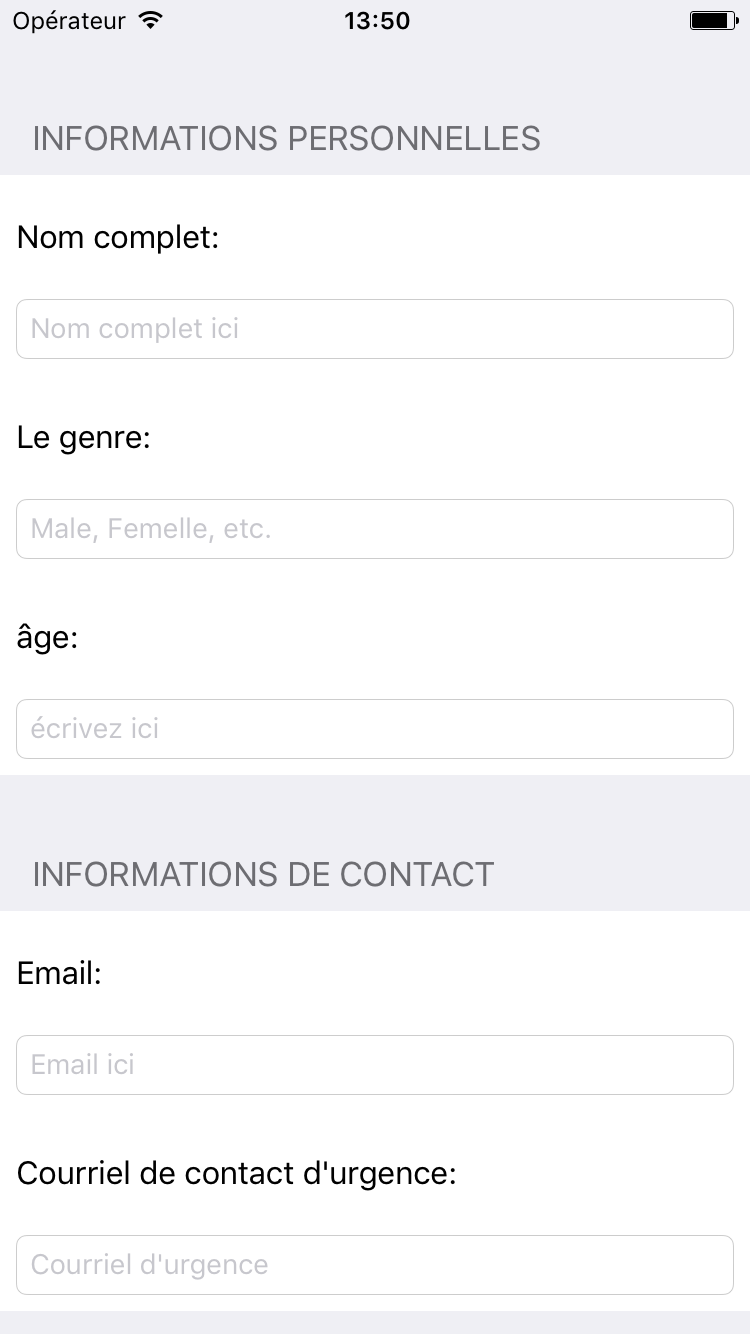 Opérateur 13:50
INFORMATIONS PERSONNELLES
Nom complet:
Nom complet ici
Le genre:
Male, Femelle, etc.
âge:
écrivez ici
INFORMATIONS DE CONTACT
Email:
Email ici
Courriel de contact d'urgence:
Courriel d'urgence